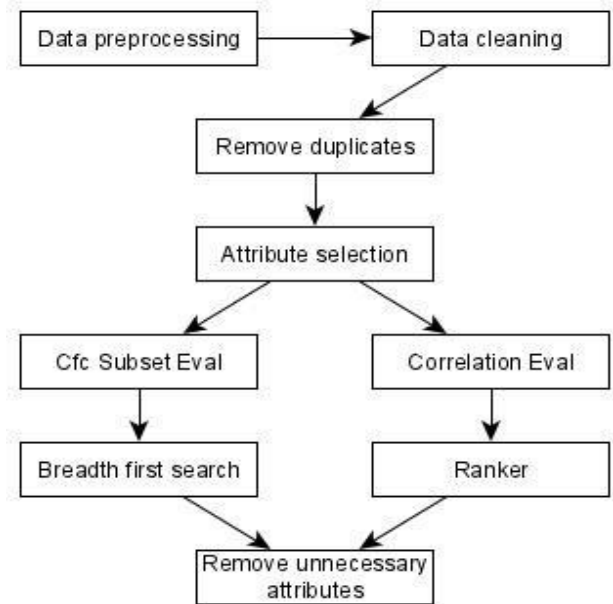 Data preprocessing
Data cleaning
Remove duplicates
Attribute selection
Cfc Subset Eval
Correlation Eval
Breadth first search
Ranker
Remove unnecessary
attributes